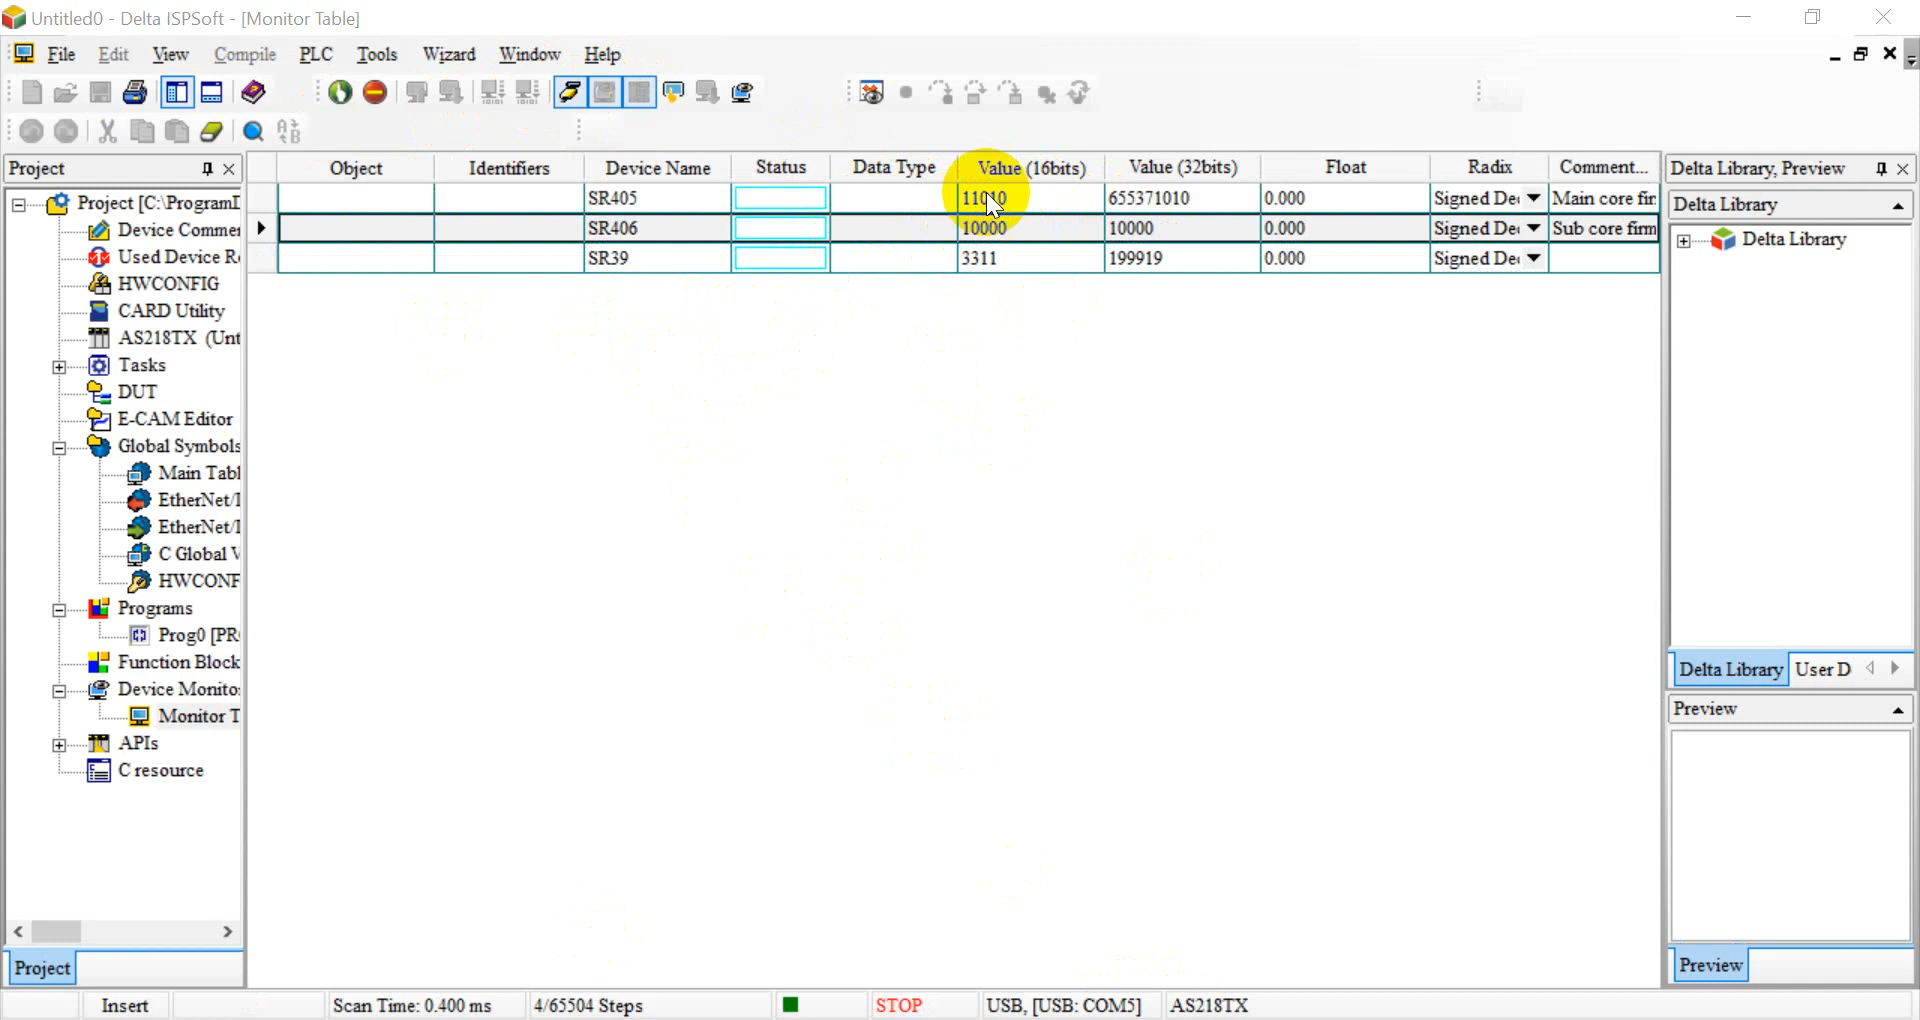 Untitled0 - Delta ISPSoft - [Monitor Table]
File Edit View Compile PLC Tools Wizard Window Help
Project
Project [C:\ProgramD
Device Commen
Used Device Re
HWCONFIG
CARD Utility
AS218TX (Unt
Tasks
DUT
E-CAM Editor
Global Symbols
Main Tabl
EtherNet/I
EtherNet/I
C Global V
HWCONF
Programs
Prog0 [PR
Function Block
Device Monitor
Monitor T
APIs
C resource
Project
Object Identifiers Device Name Status Data Type Value (16bits) Value (32bits) Float Radix Comment...
SR405 11010 655371010 0.000 Signed De Main core fir
SR406 10000 10000 0.000 Signed De Sub core firm
SR39 3311 199919 0.000 Signed De
Delta Library, Preview
Delta Library
Delta Library
Delta Library User D
Preview
Preview
Insert Scan Time: 0.400 ms 4/65504 Steps STOP USB, [USB: COM5] AS218TX